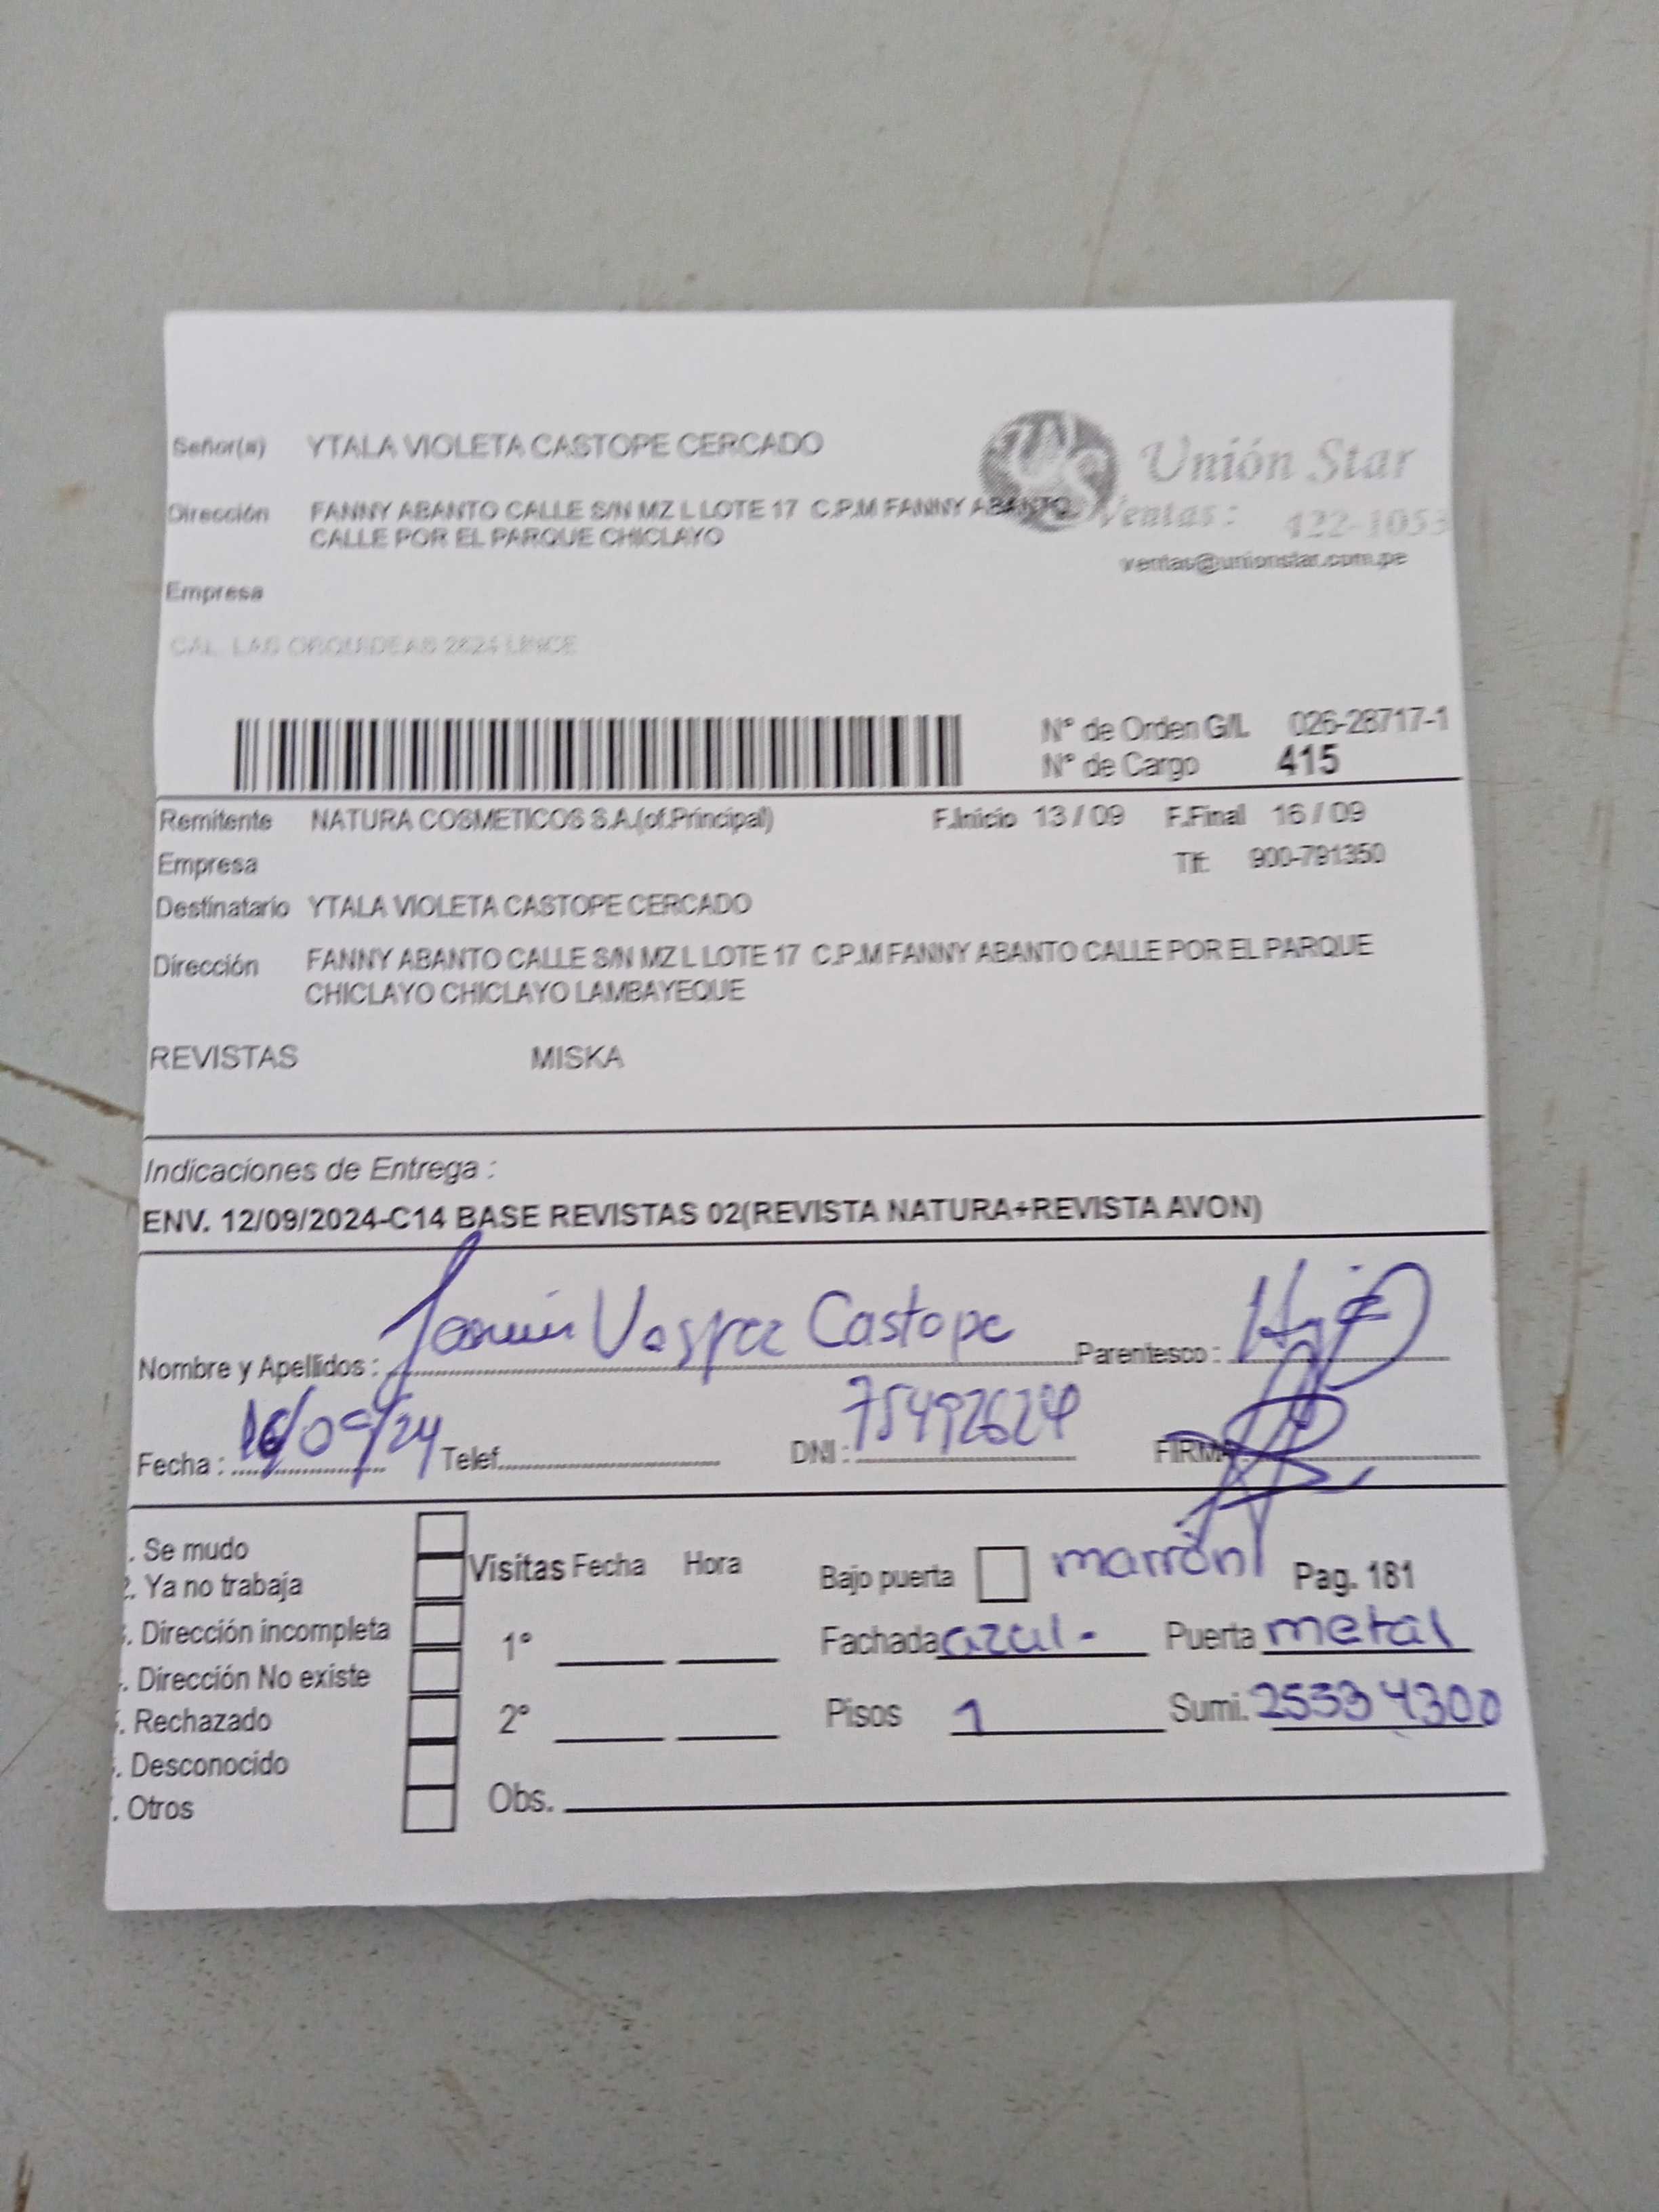 Señor(a) YTALA VIOLETA CASTOPE CERCADO
Unión Star
Dirección FANNY ABANTO CALLE S/N MZ L LOTE 17 C.P.M FANNY ABANTO
Ventas: 422-1053
CALLE POR EL PARQUE CHICLAYO
ventas@unionstar.com.pe
Empresa
CAL. LAS ORQUIDEAS 2624 LINCE
Nº de Orden G/L 026-28717-1
Nº de Cargo 415
Remitente NATURA COSMETICOS S.A.(of.Principal) F.Inicio 13 / 09 F.Final 16 / 09
Empresa Tlf: 900-791350
Destinatario YTALA VIOLETA CASTOPE CERCADO
Dirección FANNY ABANTO CALLE S/N MZ L LOTE 17 C.P.M FANNY ABANTO CALLE POR EL PARQUE
CHICLAYO CHICLAYO LAMBAYEQUE
REVISTAS MISKA
Indicaciones de Entrega :
ENV. 12/09/2024-C14 BASE REVISTAS 02(REVISTA NATURA+REVISTA AVON)
Nombre y Apellidos : Castope Parentesco :
Fecha : 16/09/24 Telef. DNI : FIRMA
. Se mudo
Visitas Fecha Hora Bajo puerta marrón Pag. 181
2. Ya no trabaja
. Dirección incompleta 1º Fachada azul - Puerta metal
. Dirección No existe
. Rechazado 2º Pisos 1 Sumi. 25534300
. Desconocido
. Otros Obs.